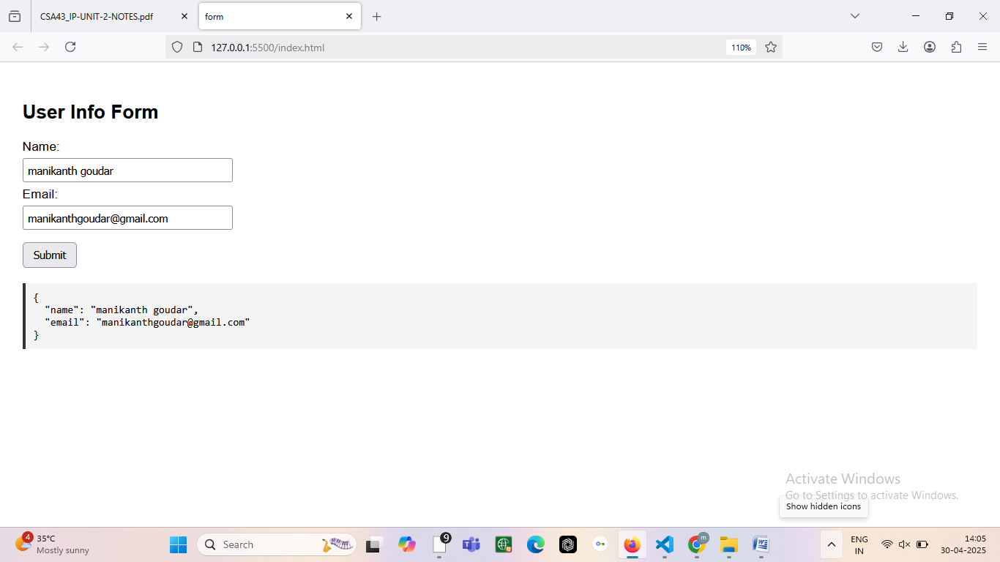 CSA43_IP-UNIT-2-NOTES.pdf
form
127.0.0.1:5500/index.html
110%
User Info Form
Name:
manikanth goudar
Email:
manikanthgoudar@gmail.com
Submit
{
"name": "manikanth goudar",
"email": "manikanthgoudar@gmail.com"
}
Activate Windows
Go to Settings to activate Windows.
Show hidden icons
4
35°C
Mostly sunny
Search
9
m
ENG
IN
14:05
30-04-2025